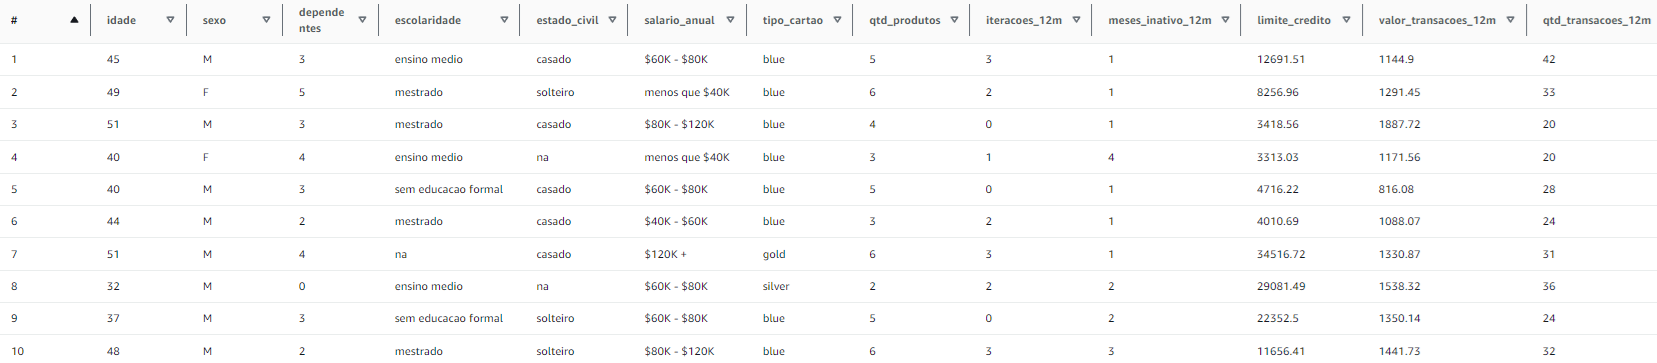 # idade sexo dependentes escolaridade estado_civil salario_anual tipo_cartao qtd_produtos iteracoes_12m meses_inativo_12m limite_credito valor_transacoes_12m qtd_transacoes_12m
1 45 M 3 ensino medio casado $60K - $80K blue 5 3 1 12691.51 1144.9 42
2 49 F 5 mestrado solteiro menos que $40K blue 6 2 1 8256.96 1291.45 33
3 51 M 3 mestrado casado $80K - $120K blue 4 0 1 3418.56 1887.72 20
4 40 F 4 ensino medio na menos que $40K blue 3 1 4 3313.03 1171.56 20
5 40 M 3 sem educacao formal casado $60K - $80K blue 5 0 1 4716.22 816.08 28
6 44 M 2 mestrado casado $40K - $60K blue 3 2 1 4010.69 1088.07 24
7 51 M 4 na casado $120K + gold 6 3 1 34516.72 1330.87 31
8 32 M 0 ensino medio na $60K - $80K silver 2 2 2 29081.49 1538.32 36
9 37 M 3 sem educacao formal solteiro $60K - $80K blue 5 0 2 22352.5 1350.14 24
10 48 M 2 mestrado solteiro $80K - $120K blue 6 3 3 11656.41 1441.73 32